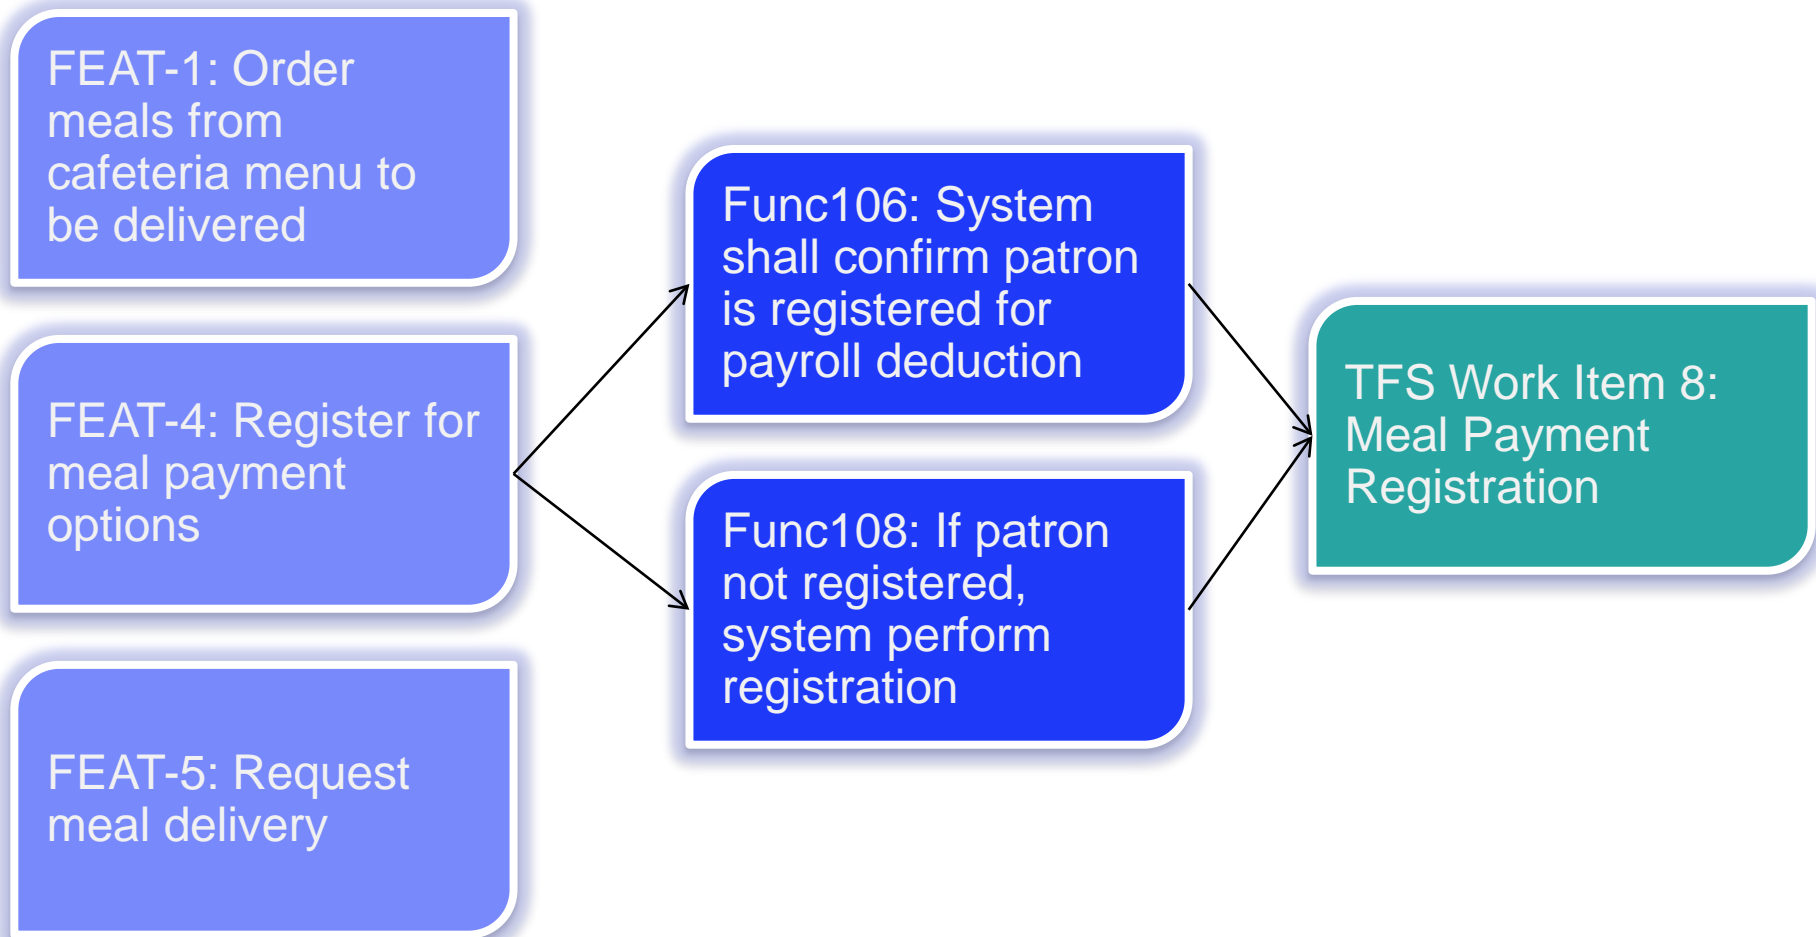 FEAT-1: Order
meals from
cafeteria menu to
be delivered
FEAT-4: Register for
meal payment
options
FEAT-5: Request
meal delivery
Func106: System
shall confirm patron
is registered for
payroll deduction
Func108: If patron
not registered,
system perform
registration
TFS Work Item 8:
Meal Payment
Registration